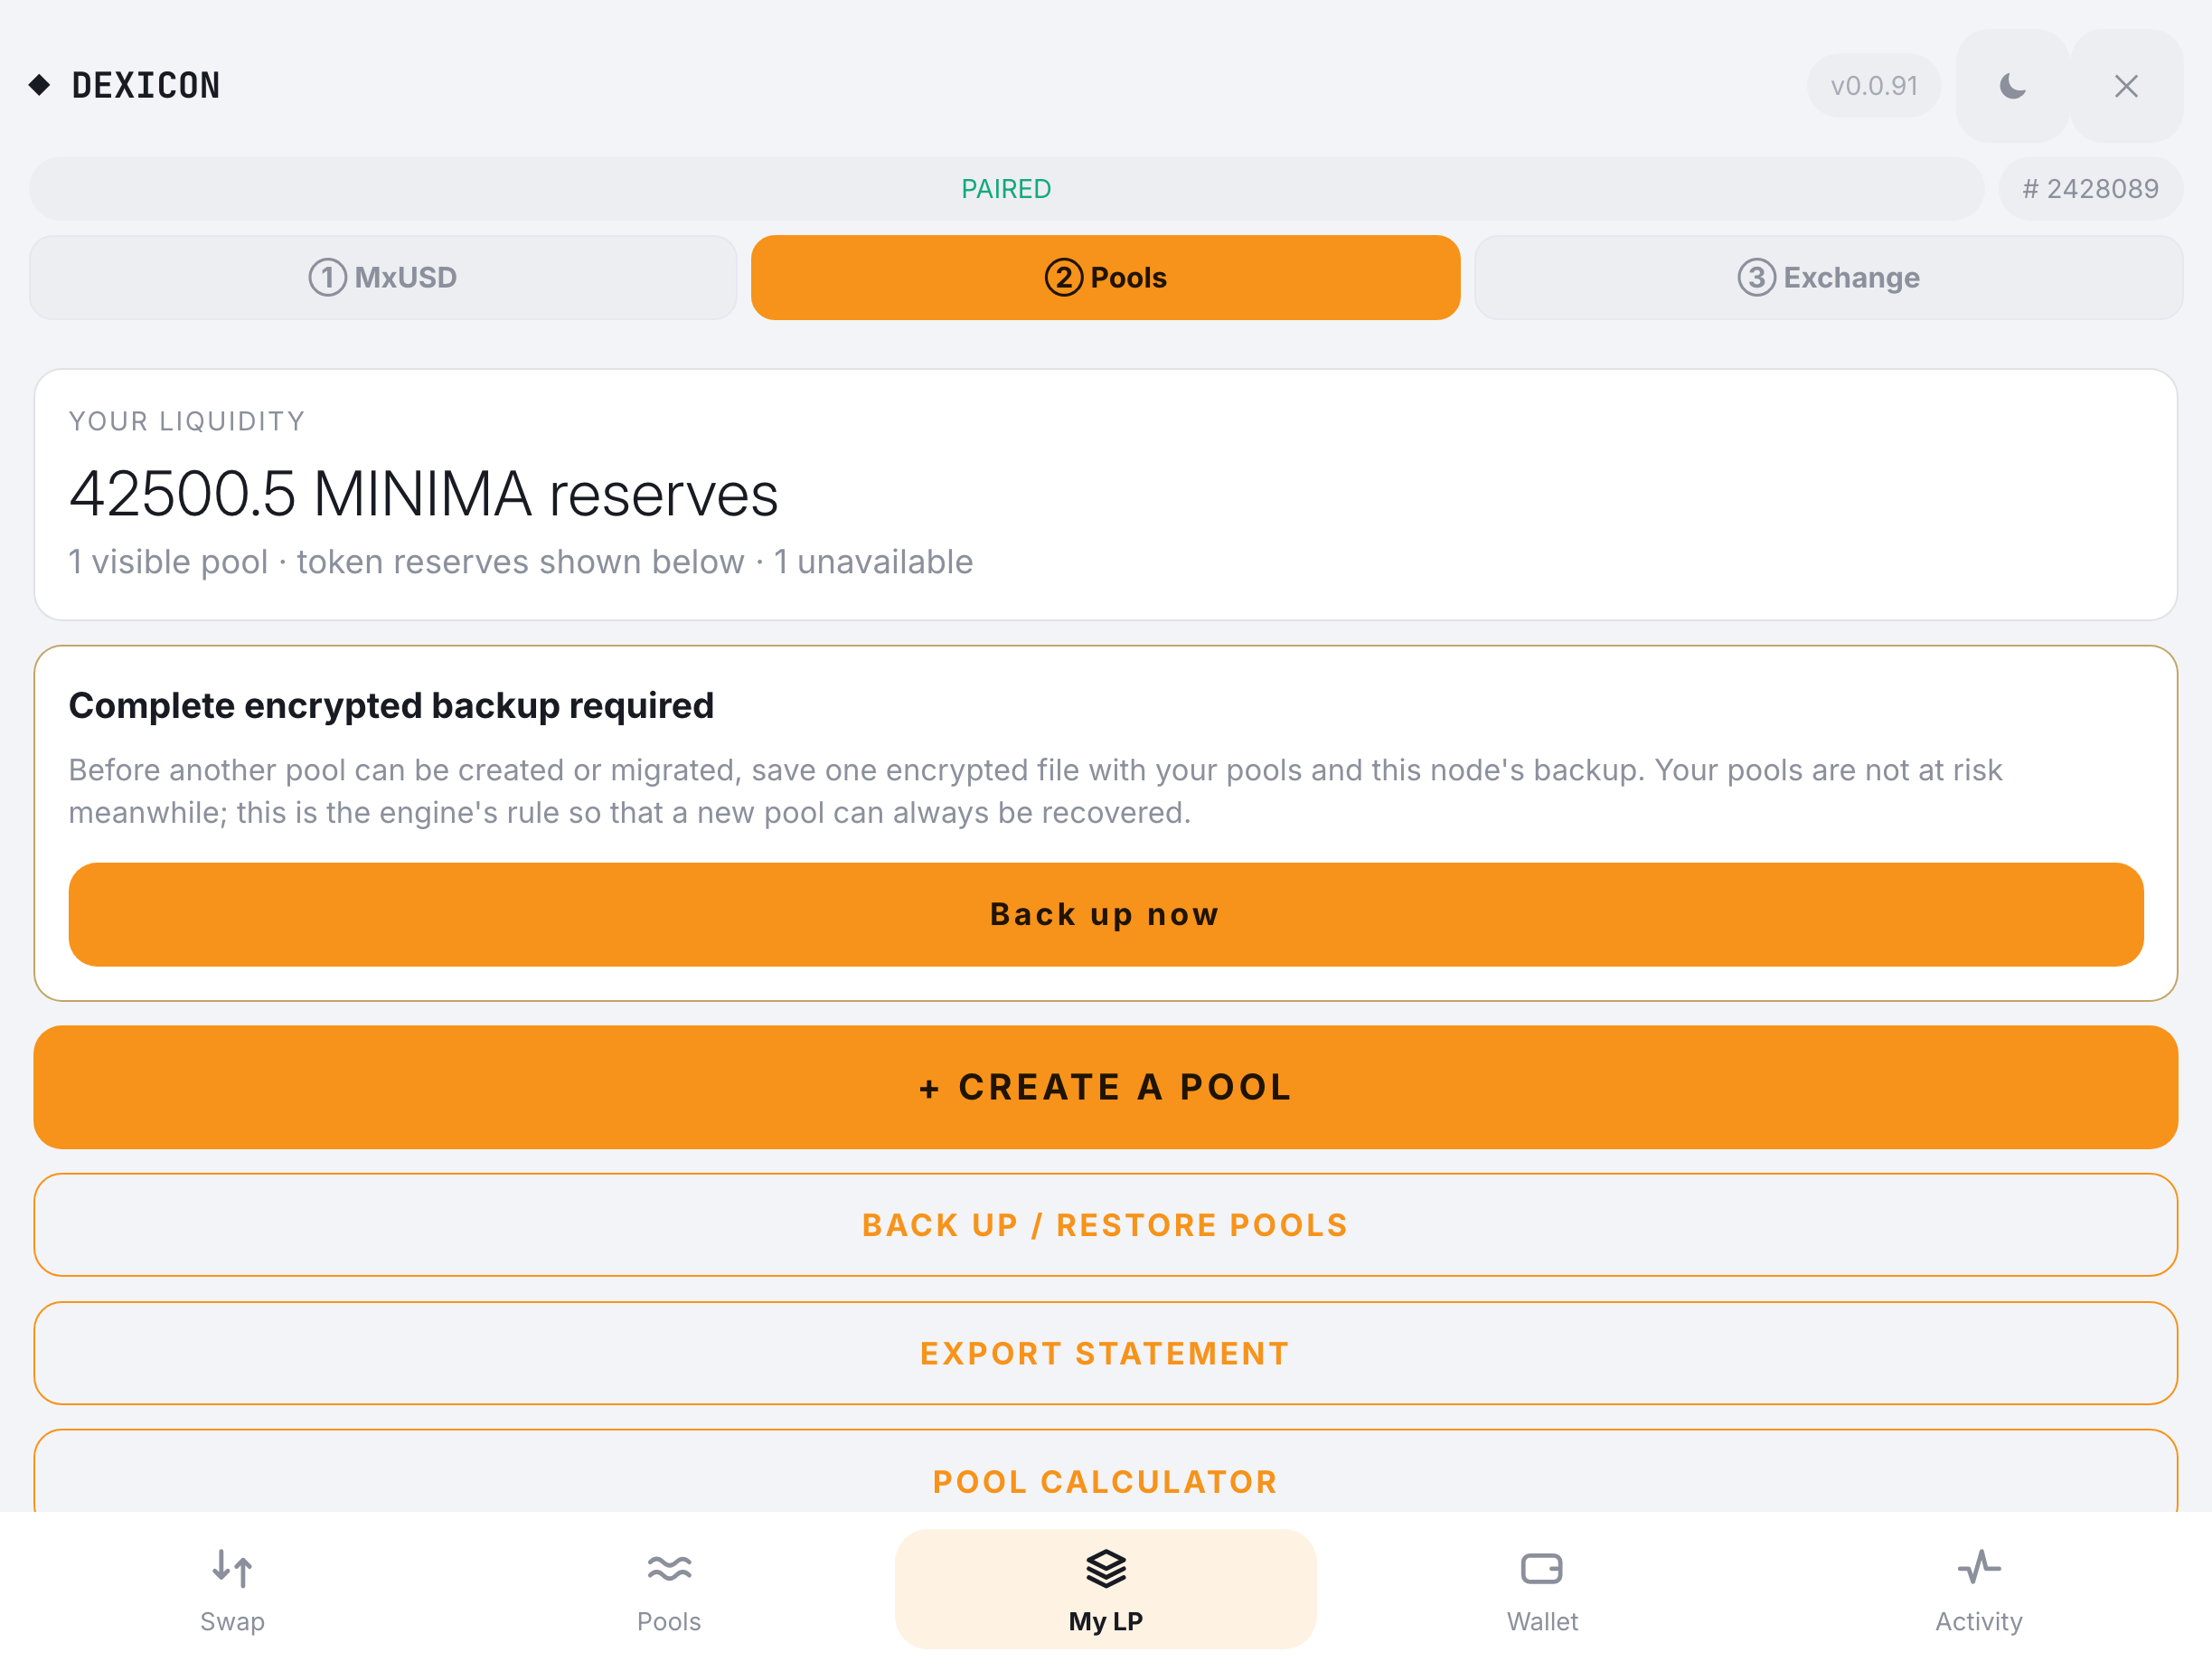 ◆ DEXICON
v0.0.91
PAIRED
# 2428089
① MxUSD
② Pools
③ Exchange
YOUR LIQUIDITY
42500.5 MINIMA reserves
1 visible pool · token reserves shown below · 1 unavailable
Complete encrypted backup required
Before another pool can be created or migrated, save one encrypted file with your pools and this node's backup. Your pools are not at risk
meanwhile; this is the engine's rule so that a new pool can always be recovered.
Back up now
+ CREATE A POOL
BACK UP / RESTORE POOLS
EXPORT STATEMENT
POOL CALCULATOR
Swap
Pools
My LP
Wallet
Activity